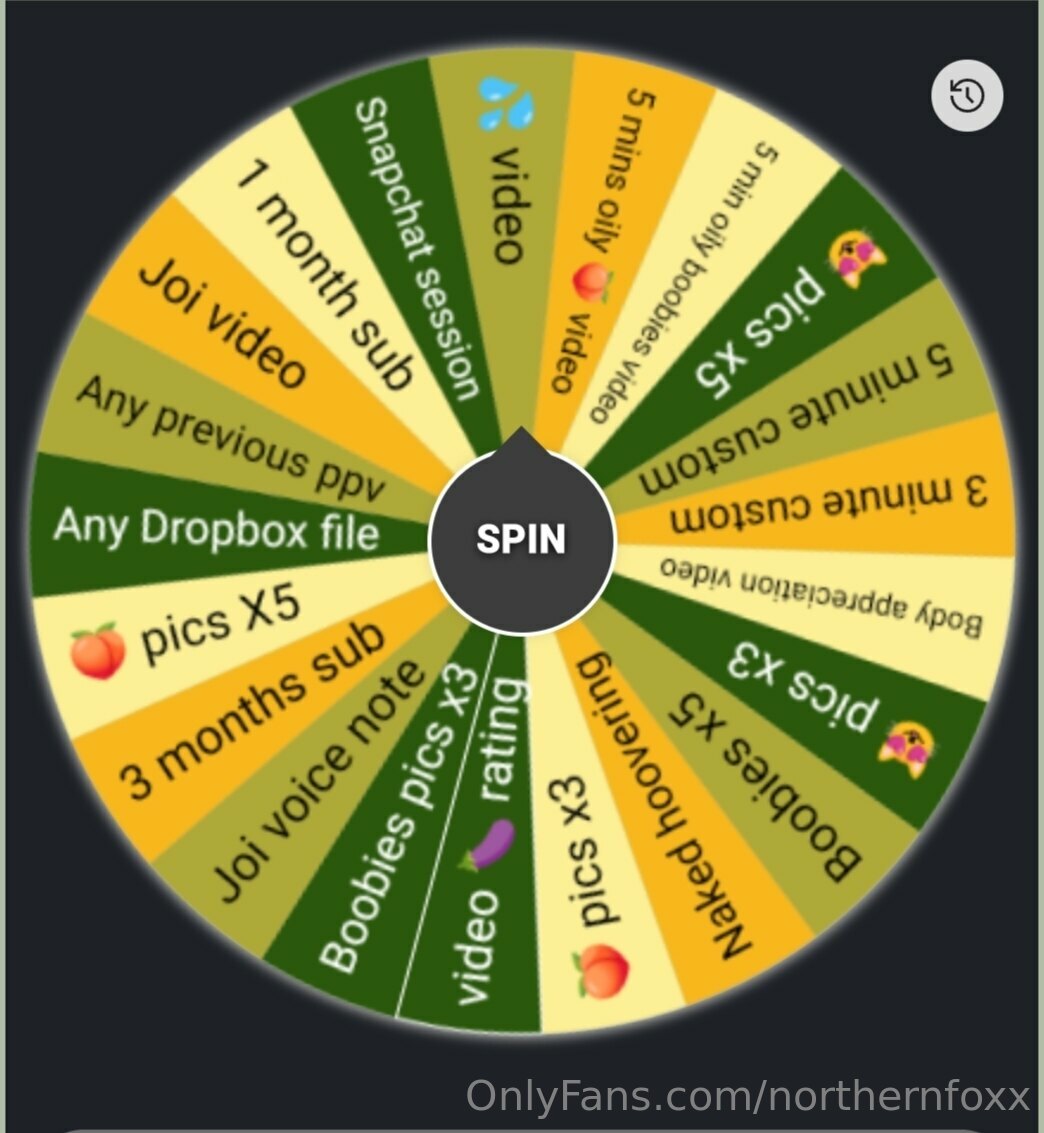 💦 video
5 mins oily 🍑 video
5 min oily boobies video
😻 pics x5
5 minute custom
3 minute custom
Body appreciation video
😻 pics x3
Boobies x5
Naked hoovering
🍑 pics x3
video 🍆 rating
Boobies pics x3
Joi voice note
3 months sub
🍑 pics X5
Any Dropbox file
Any previous ppv
Joi video
1 month sub
Snapchat session
SPIN
OnlyFans.com/northernfoxx